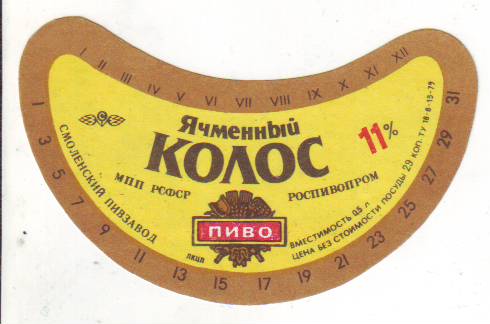 I II III IV V VI VII VIII IX X XI XII
Ячменный
КОЛОС
11%
МПП РСФСР
РОСПИВОПРОМ
СМОЛЕНСКИЙ ПИВЗАВОД
ПИВО
ВМЕСТИМОСТЬ 0,5 л
ЦЕНА БЕЗ СТОИМОСТИ ПОСУДЫ 29 КОП. ТУ 18-6-15-79
1 3 5 7 9 11 13 15 17 19 21 23 25 27 29 31